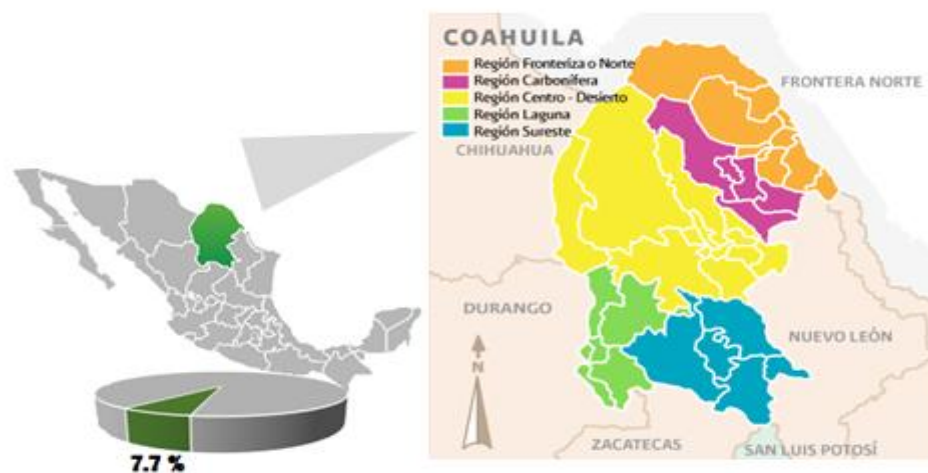 COAHUILA
Región Fronteriza o Norte
Región Carbonífera
Región Centro - Desierto
Región Laguna
Región Sureste
FRONTERA NORTE
CHIHUAHUA
DURANGO
NUEVO LEÓN
N
ZACATECAS
SAN LUIS POTOSÍ
7.7 %